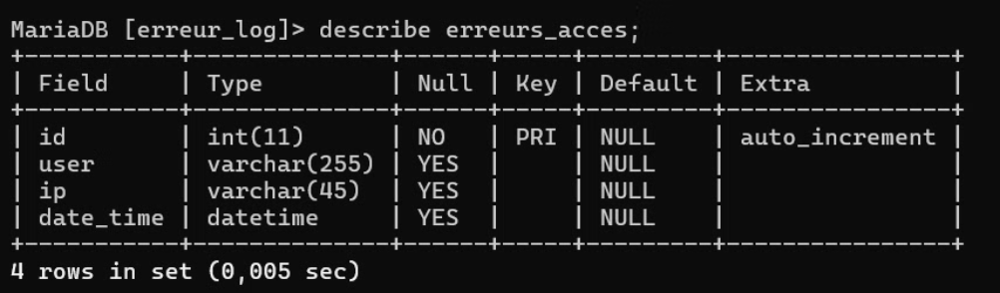 MariaDB [erreur_log]> describe erreurs_acces;
+-----------+--------------+------+-----+---------+----------------+
| Field     | Type         | Null | Key | Default | Extra          |
+-----------+--------------+------+-----+---------+----------------+
| id        | int(11)      | NO   | PRI | NULL    | auto_increment |
| user      | varchar(255) | YES  |     | NULL    |                |
| ip        | varchar(45)  | YES  |     | NULL    |                |
| date_time | datetime     | YES  |     | NULL    |                |
+-----------+--------------+------+-----+---------+----------------+
4 rows in set (0,005 sec)